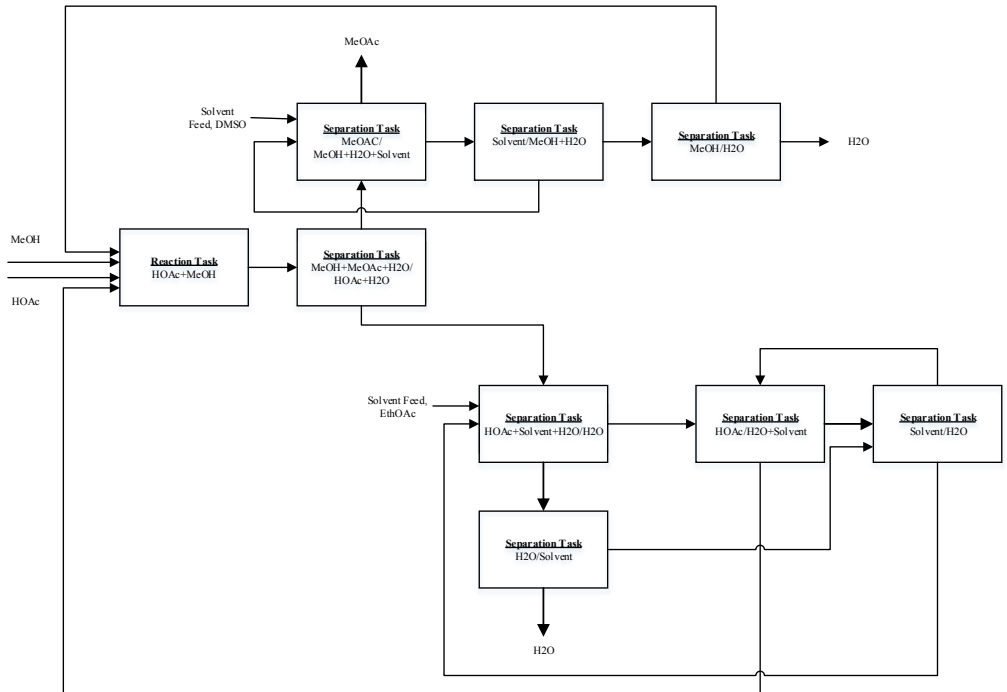 MeOAc
Solvent
Feed, DMSO
Separation Task
MeOAC/
MeOH+H2O+Solvent
Separation Task
Solvent/MeOH+H2O
Separation Task
MeOH/H2O
H2O
MeOH
HOAc
Reaction Task
HOAc+MeOH
Separation Task
MeOH+MeOAc+H2O/
HOAc+H2O
Solvent Feed,
EthOAc
Separation Task
HOAc+Solvent+H2O/H2O
Separation Task
HOAc/H2O+Solvent
Separation Task
Solvent/H2O
Separation Task
H2O/Solvent
H2O